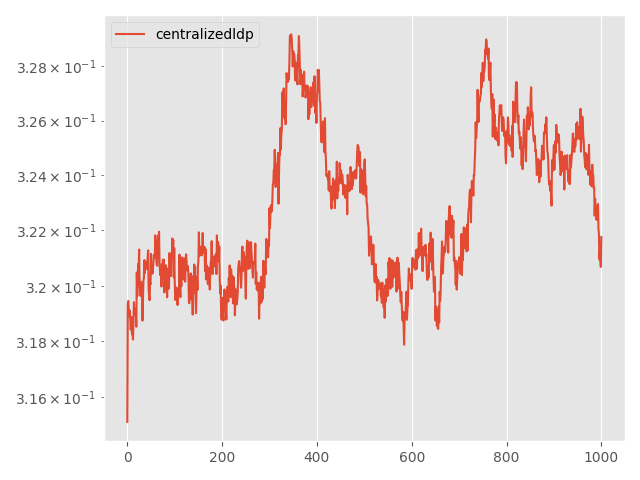 centralizedldp
3.28 × 10⁻¹
3.26 × 10⁻¹
3.24 × 10⁻¹
3.22 × 10⁻¹
3.2 × 10⁻¹
3.18 × 10⁻¹
3.16 × 10⁻¹
0 200 400 600 800 1000